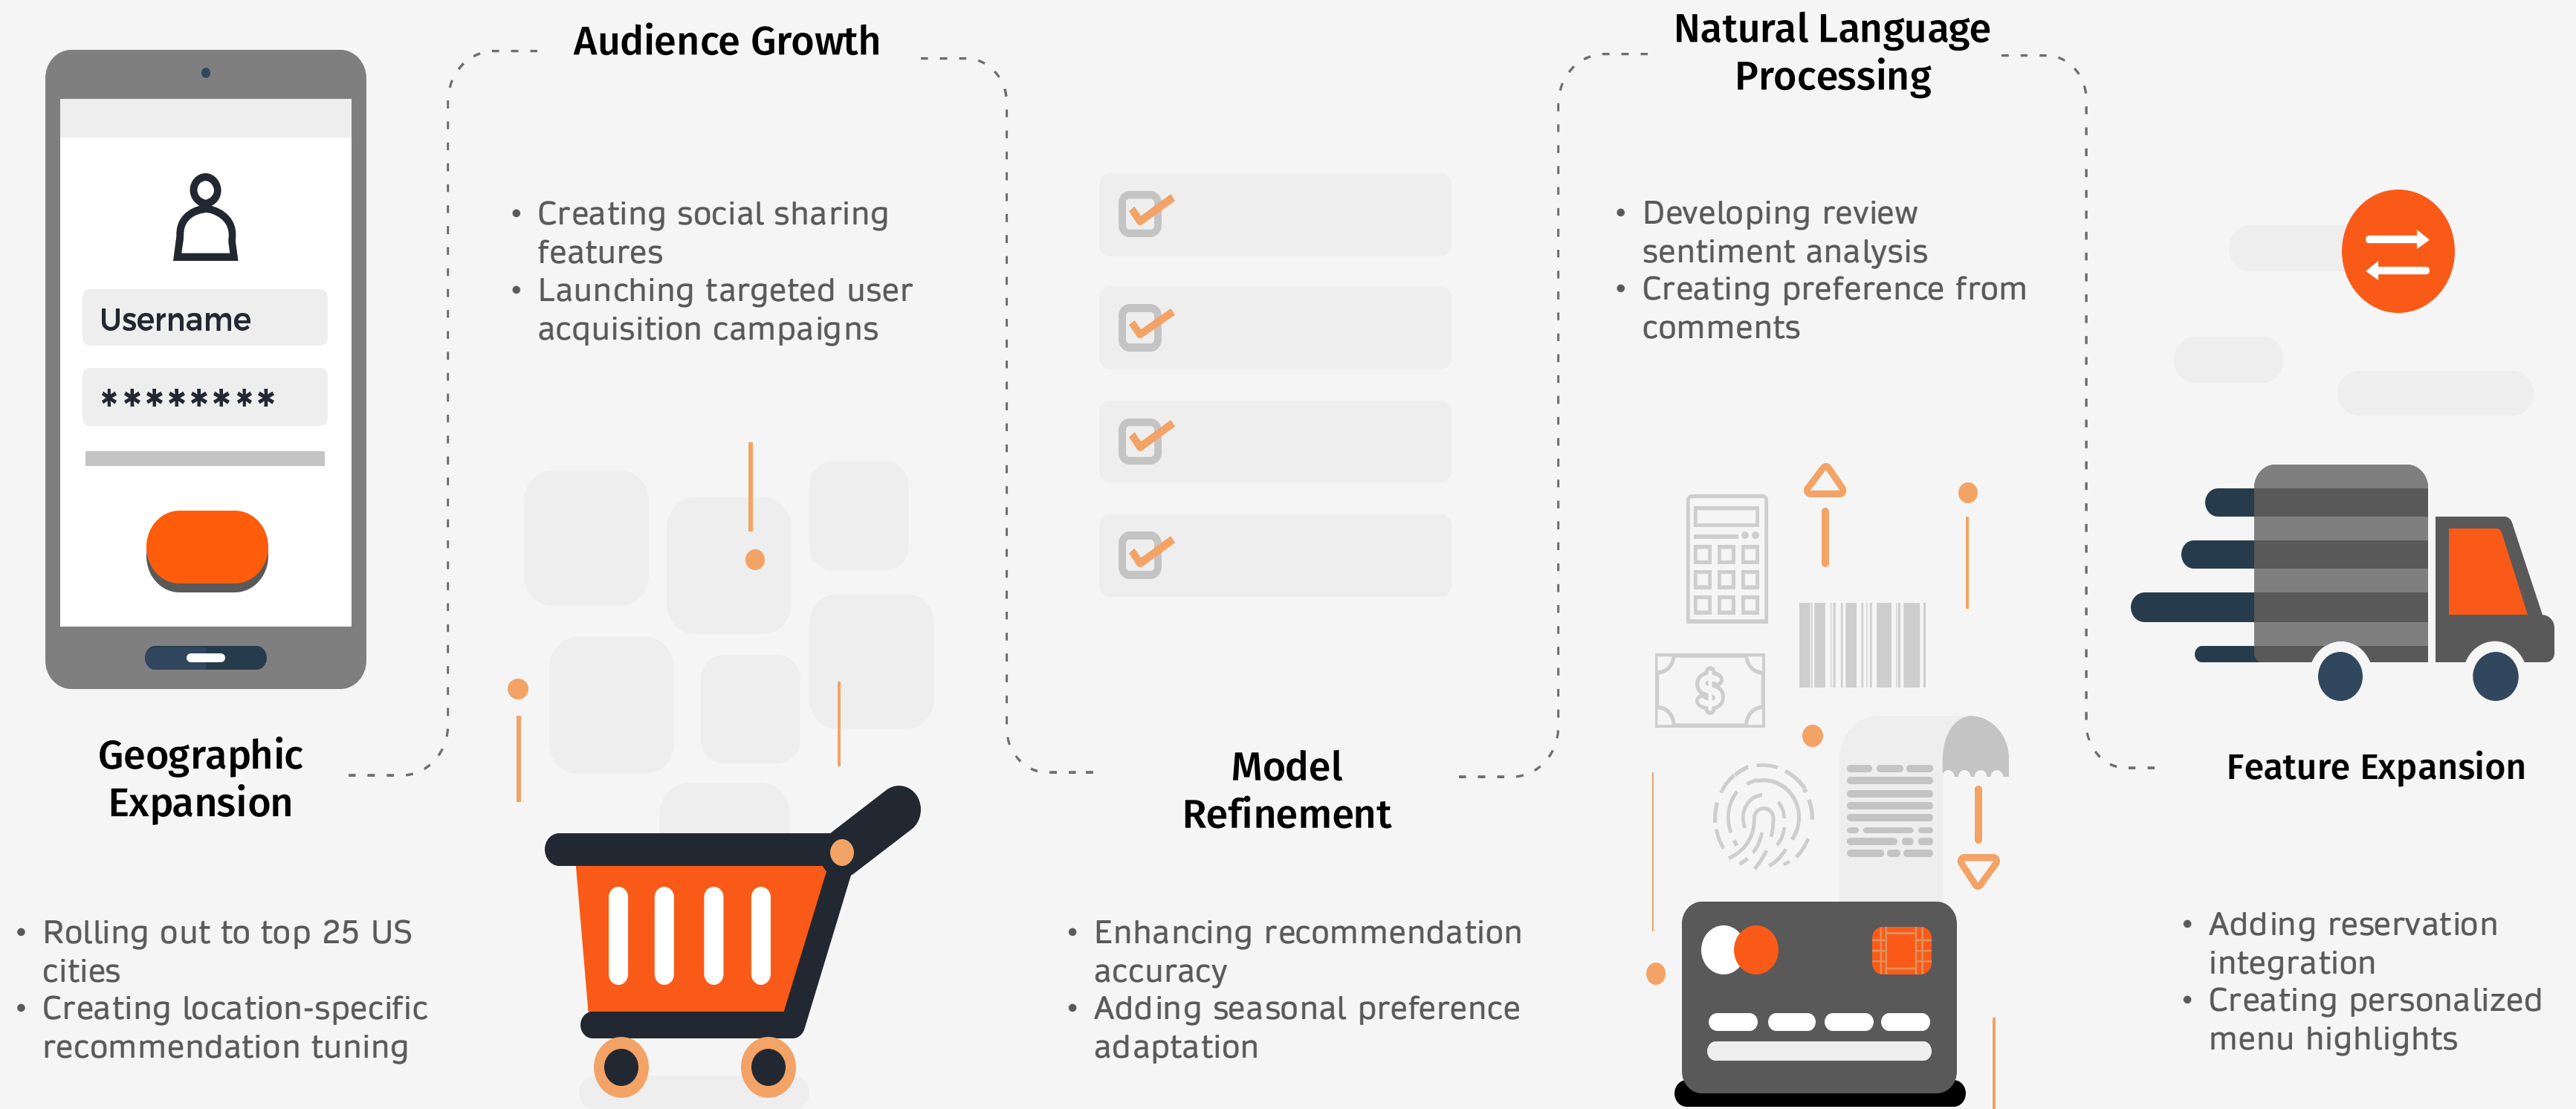 Username
********
Geographic
Expansion
• Rolling out to top 25 US
cities
• Creating location-specific
recommendation tuning
Audience Growth
• Creating social sharing
features
• Launching targeted user
acquisition campaigns
Model
Refinement
• Enhancing recommendation
accuracy
• Adding seasonal preference
adaptation
Natural Language
Processing
• Developing review
sentiment analysis
• Creating preference from
comments
$
Feature Expansion
• Adding reservation
integration
• Creating personalized
menu highlights